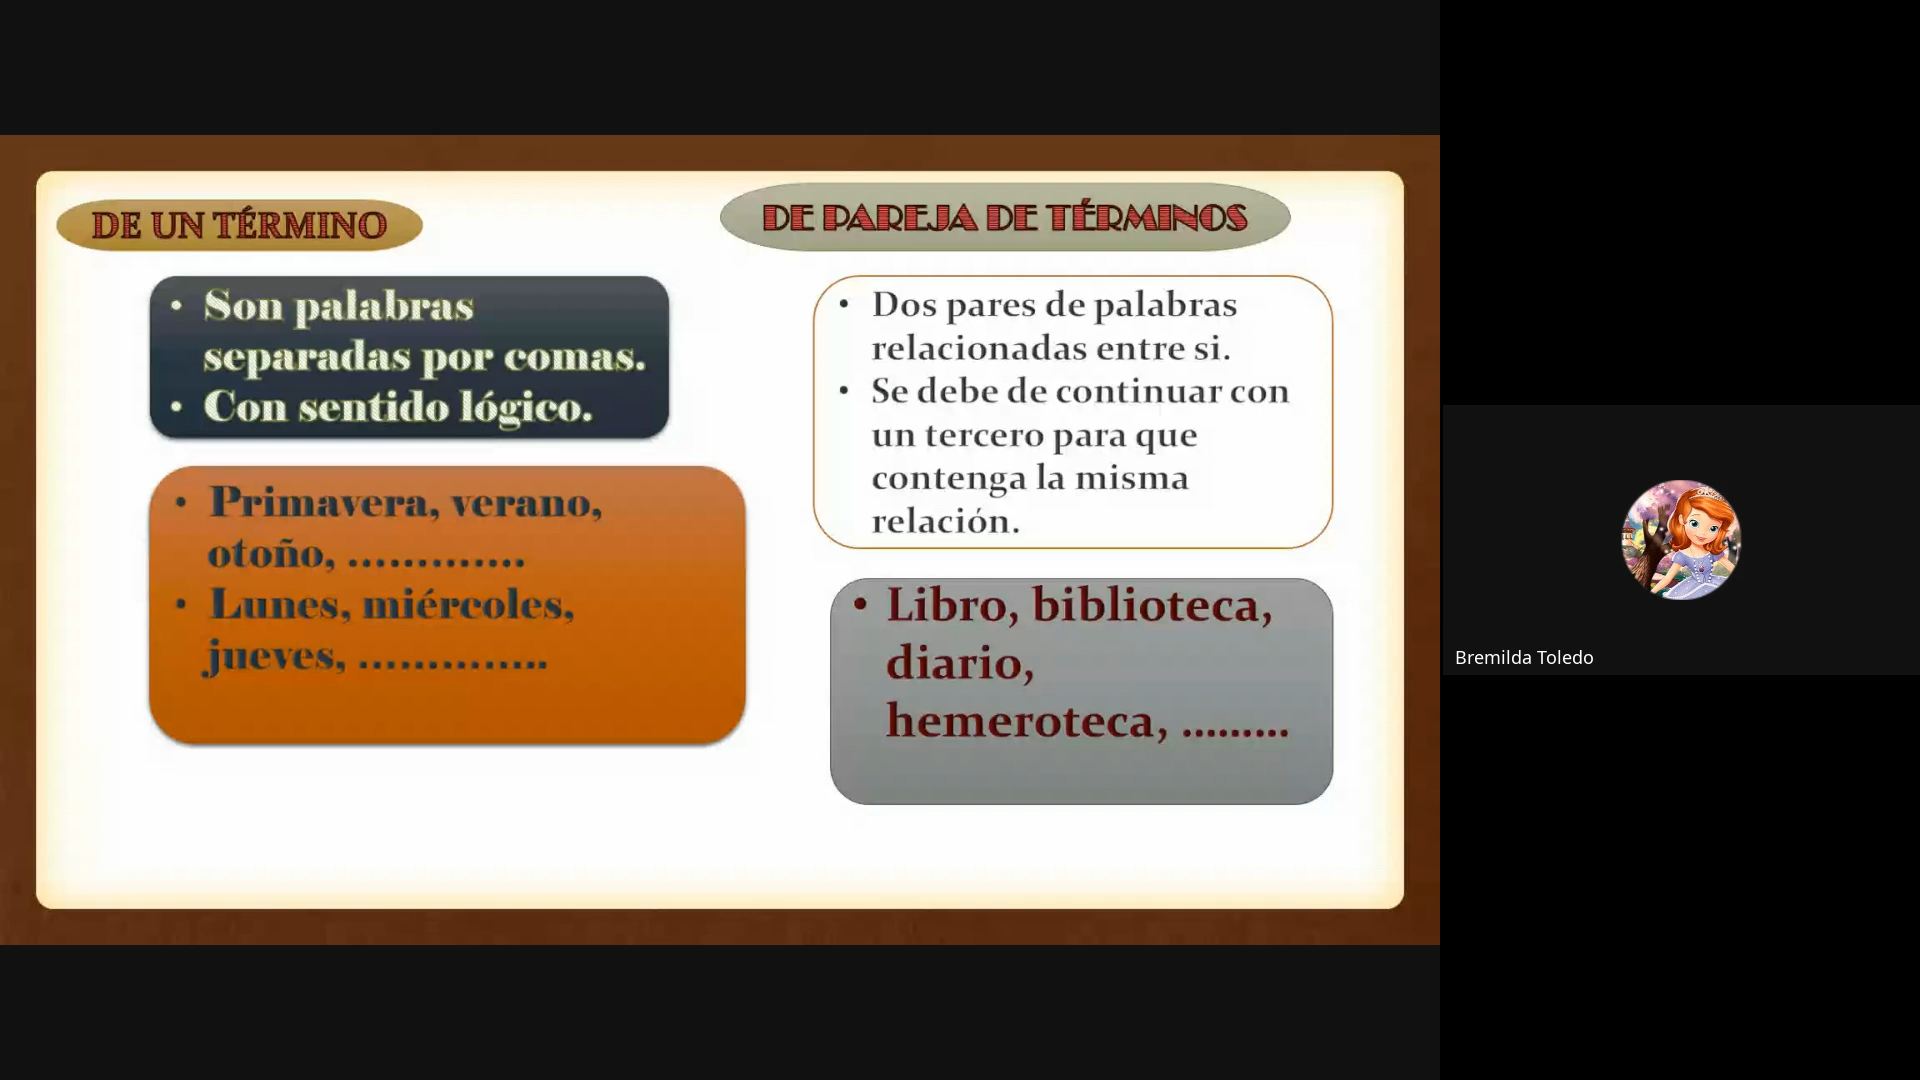 DE UN TÉRMINO
• Son palabras
separadas por comas.
• Con sentido lógico.
• Primavera, verano,
otoño, .............
• Lunes, miércoles,
jueves, ..............
DE PAREJA DE TÉRMINOS
• Dos pares de palabras
relacionadas entre si.
• Se debe de continuar con
un tercero para que
contenga la misma
relación.
• Libro, biblioteca,
diario,
hemeroteca, .........
Bremilda Toledo